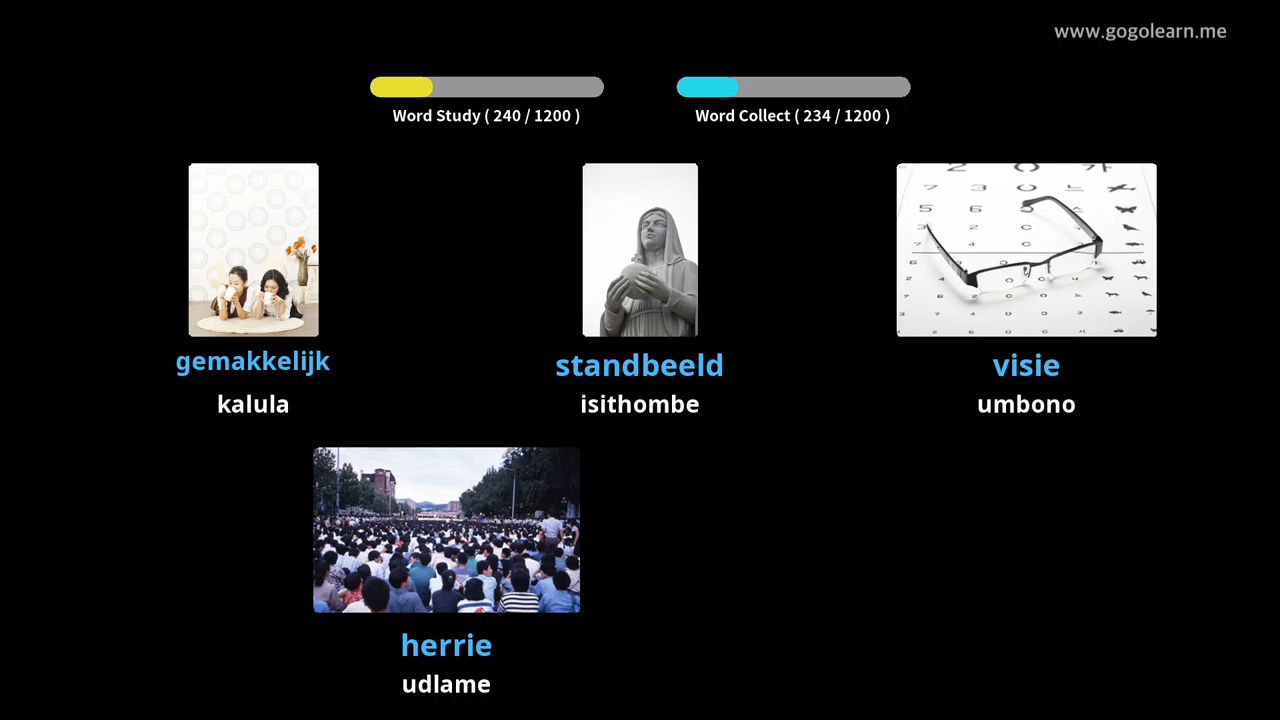 www.gogolearn.me
Word Study ( 240 / 1200 )
Word Collect ( 234 / 1200 )
gemakkelijk
kalula
standbeeld
isithombe
visie
umbono
herrie
udlame